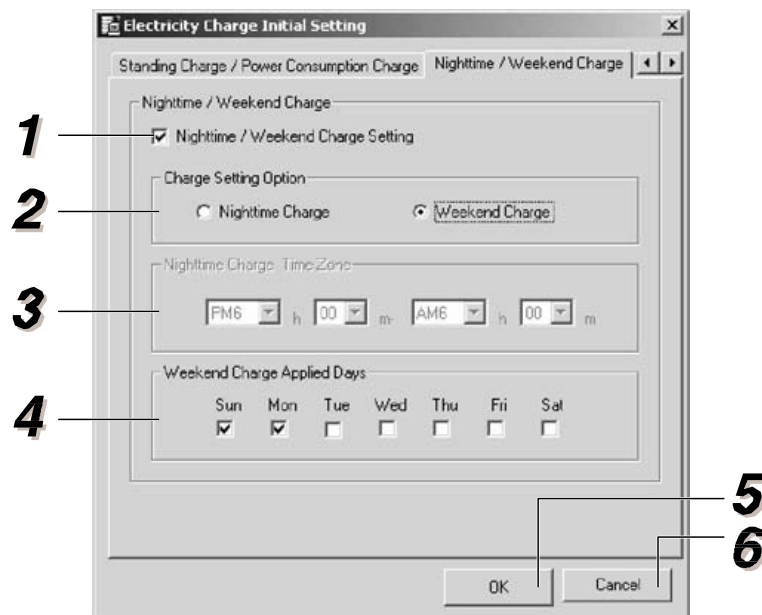 Electricity Charge Initial Setting
Standing Charge / Power Consumption Charge Nighttime / Weekend Charge
Nighttime / Weekend Charge
1 Nighttime / Weekend Charge Setting
Charge Setting Option
2 Nighttime Charge Weekend Charge
Nighttime Charge Time Zone
3 PM6 h 00 m- AM6 h 00 m
Weekend Charge Applied Days
4 Sun Mon Tue Wed Thu Fri Sat
5
6
OK Cancel